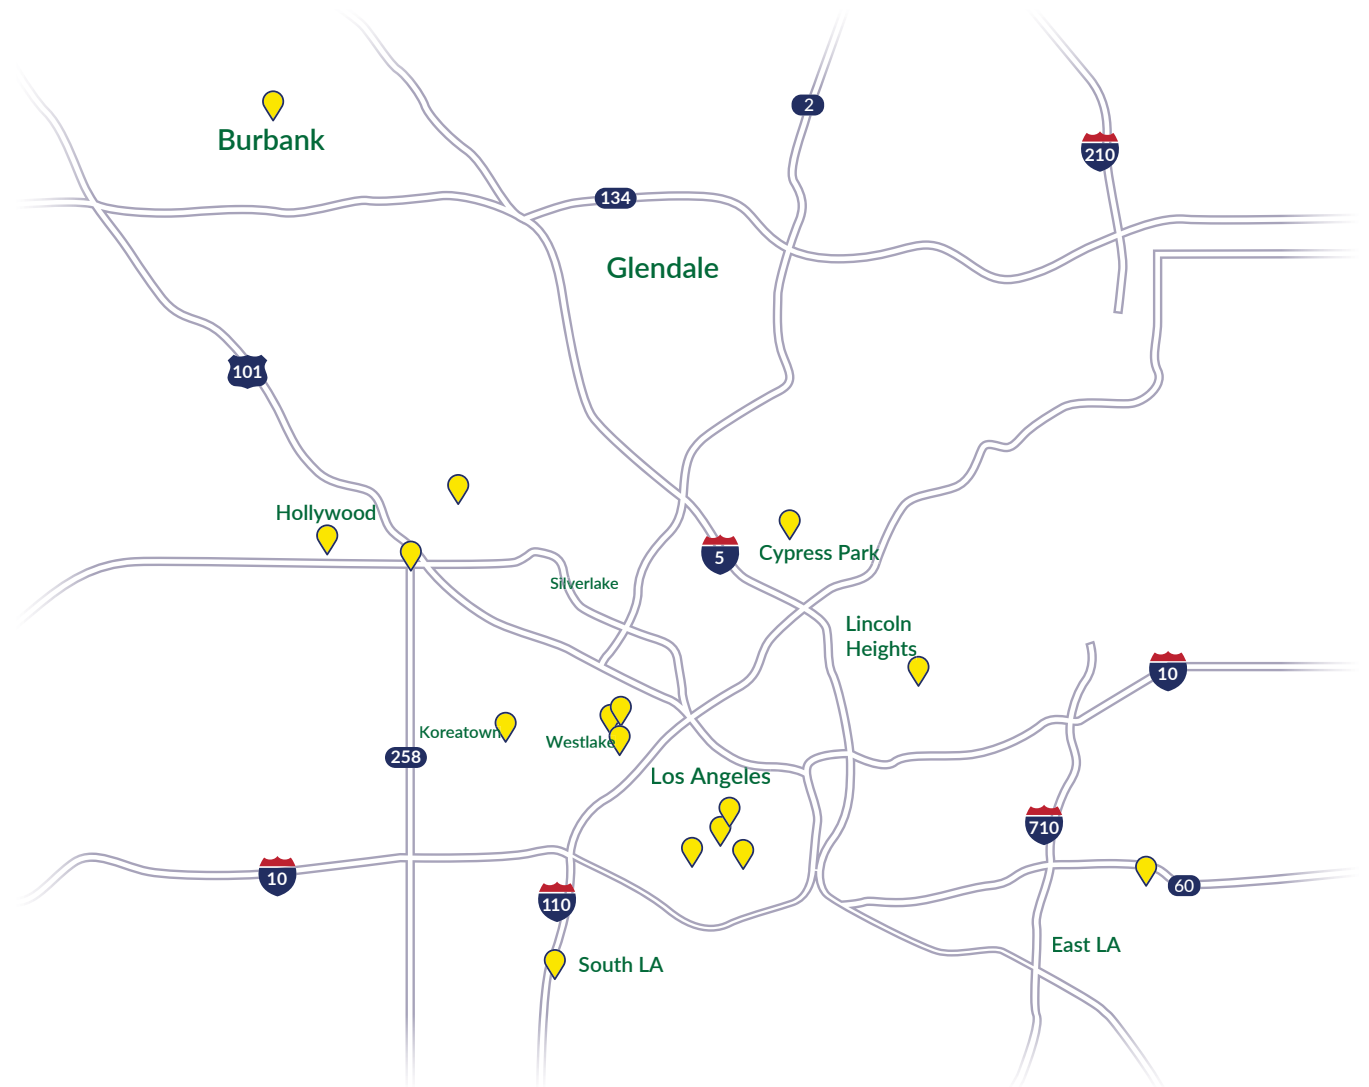 2
Burbank
210
134
Glendale
101
Hollywood
5
Cypress Park
Silverlake
Lincoln
Heights
10
Koreatown
Westlake
258
Los Angeles
710
10
60
110
East LA
South LA